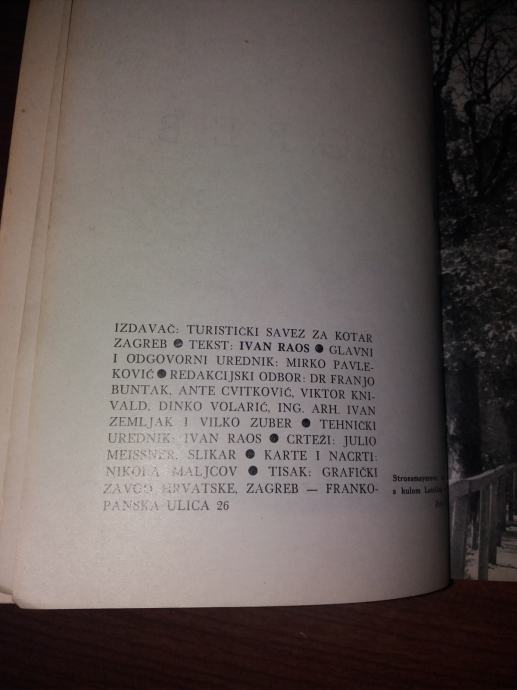 IZDAVAČ: TURISTIČKI SAVEZ ZA KOTAR
ZAGREB ● TEKST: IVAN RAOS ● GLAVNI
I ODGOVORNI UREDNIK: MIRKO PAVLE-
KOVIĆ ● REDAKCIJSKI ODBOR: DR FRANJO
BUNTAK, ANTE CVITKOVIĆ, VIKTOR KNI-
VALD, DINKO VOLARIĆ, ING. ARH. IVAN
ZEMLJAK I VILKO ZUBER ● TEHNIČKI
UREDNIK: IVAN RAOS ● CRTEŽI: JULIO
MEISSNER, SLIKAR ● KARTE I NACRTI:
NIKOLA MALJCOV ● TISAK: GRAFIČKI
ZAVOD HRVATSKE, ZAGREB — FRANKO-
PANSKA ULICA 26
s kulom